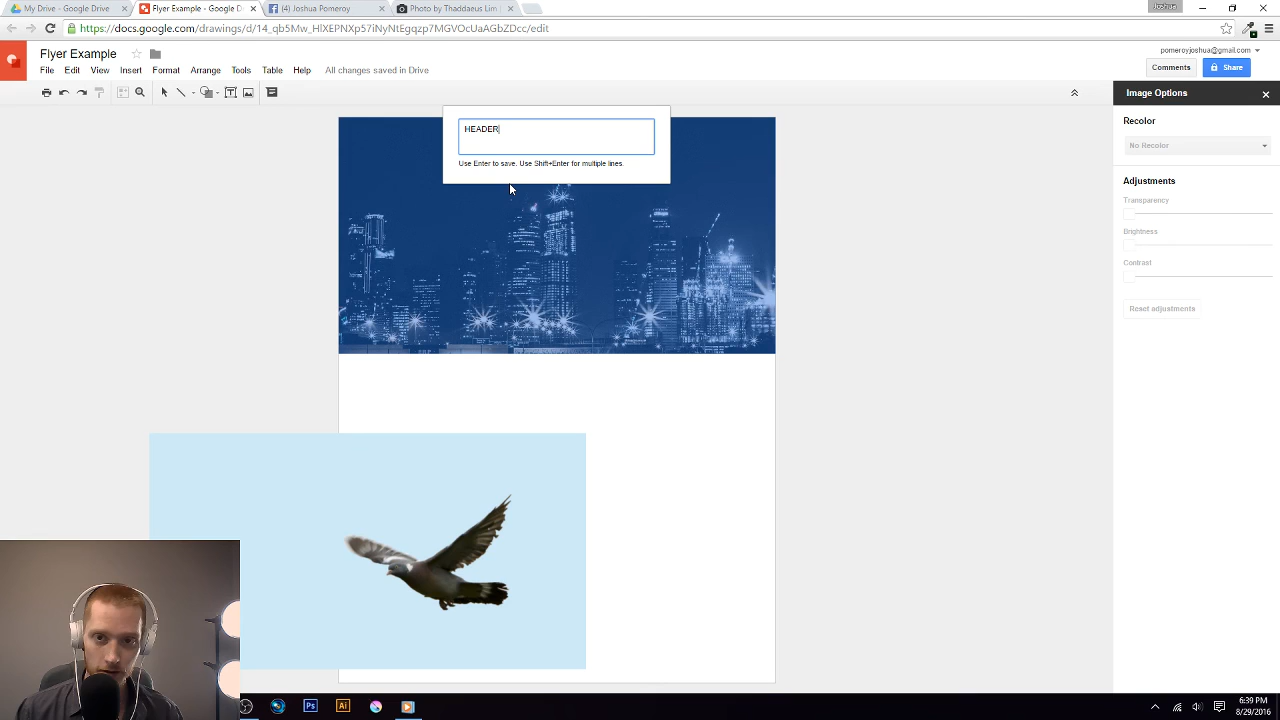 My Drive - Google Drive
Flyer Example - Google D
(4) Joshua Pomeroy
Photo by Thaddaeus Lim
Joshua
https://docs.google.com/drawings/d/14_qb5Mw_HlXEPNXp57iNyNtEgqzp7MGVOcUaAGbZDcc/edit
Flyer Example
pomeroyjoshua@gmail.com
File Edit View Insert Format Arrange Tools Table Help All changes saved in Drive
Comments
Share
Image Options
HEADER
Use Enter to save. Use Shift+Enter for multiple lines.
Recolor
No Recolor
Adjustments
Transparency
Brightness
Contrast
Reset adjustments
Ps
Ai
6:39 PM
8/29/2016